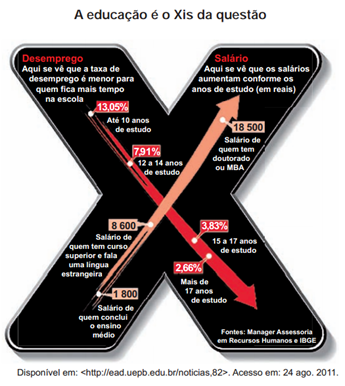 A educação é o Xis da questão
Desemprego
Aqui se vê que a taxa de
desemprego é menor para
quem fica mais tempo
na escola
Salário
Aqui se vê que os salários
aumentam conforme os
anos de estudo (em reais)
13,05%
Até 10 anos
de estudo
7,91%
12 a 14 anos
de estudo
18 500
Salário de
quem tem
doutorado
ou MBA
8 600
Salário de
quem tem curso
superior e fala
uma língua
estrangeira
3,83%
15 a 17 anos
de estudo
2,66%
Mais de
17 anos
de estudo
1 800
Salário de
quem conclui
o ensino
médio
Fontes: Manager Assessoria
em Recursos Humanos e IBGE
Disponível em: <http://ead.uepb.edu.br/noticias,82>. Acesso em: 24 ago. 2011.